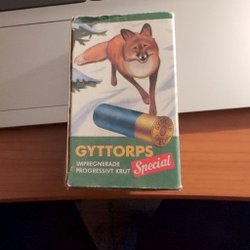 GYTTORPS
IMPREGNERADE
PROGRESSIVT KRUT
Special